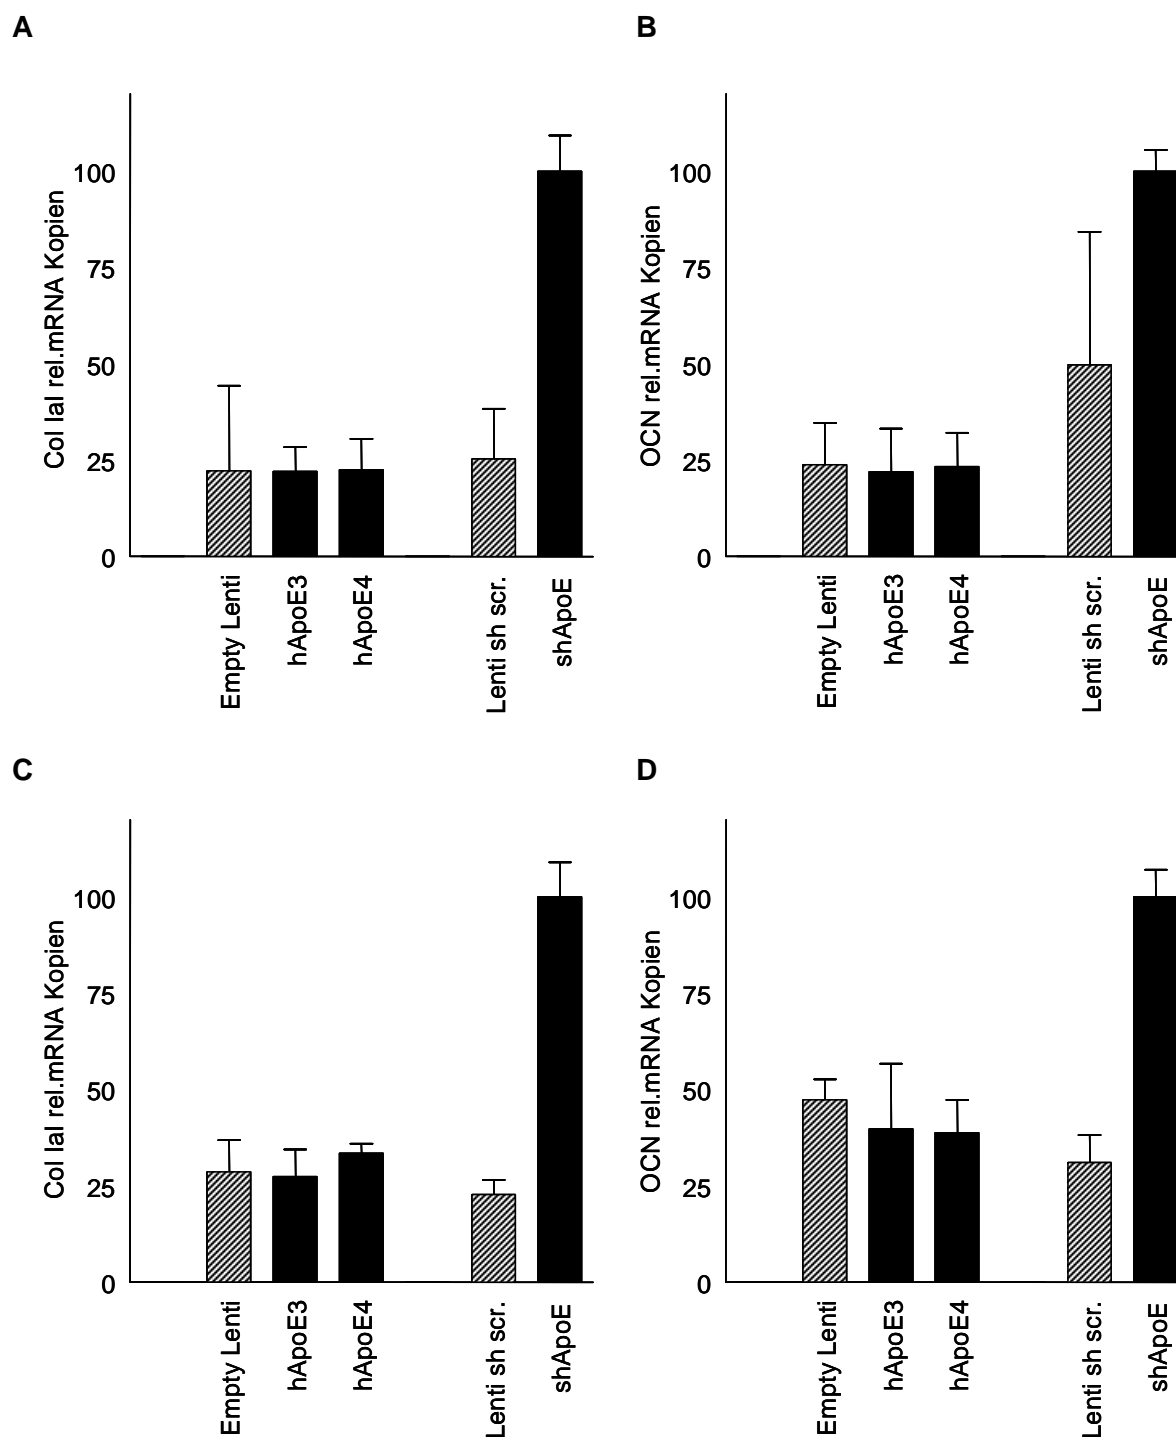 A
Col IaI rel.mRNA Kopien
100
75
50
25
0
Empty Lenti
hApoE3
hApoE4
Lenti sh scr.
shApoE
B
OCN rel.mRNA Kopien
100
75
50
25
0
Empty Lenti
hApoE3
hApoE4
Lenti sh scr.
shApoE
C
Col IaI rel.mRNA Kopien
100
75
50
25
0
Empty Lenti
hApoE3
hApoE4
Lenti sh scr.
shApoE
D
OCN rel.mRNA Kopien
100
75
50
25
0
Empty Lenti
hApoE3
hApoE4
Lenti sh scr.
shApoE